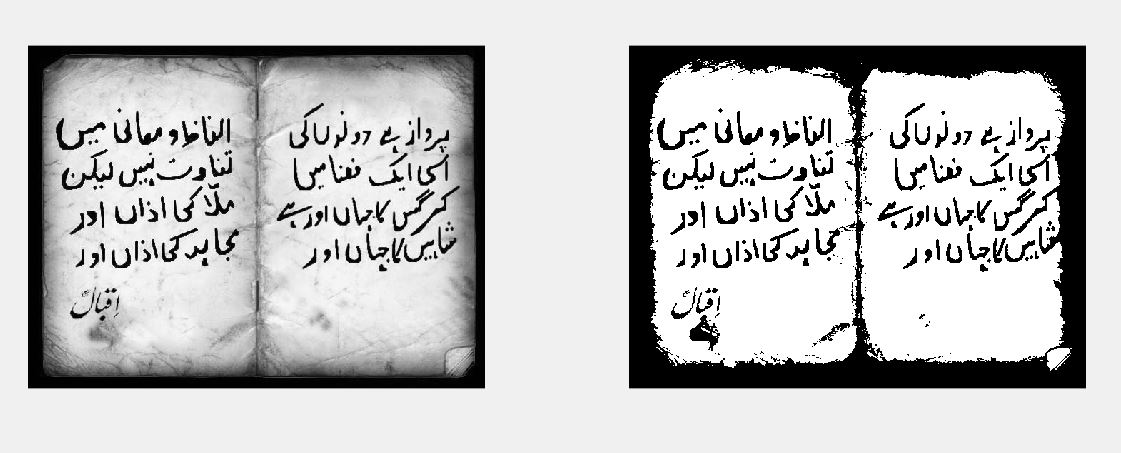 پرواز ہے دونوں کی
اسی ایک فضا میں
کرگس کا جہاں اور ہے
شاہیں کا جہاں اور
الفاظ و معانی میں
تفاوت نہیں لیکن
ملّا کی اذاں اور
مجاہد کی اذاں اور
اقبالؒ
پرواز ہے دونوں کی
اسی ایک فضا میں
کرگس کا جہاں اور ہے
شاہیں کا جہاں اور
الفاظ و معانی میں
تفاوت نہیں لیکن
ملّا کی اذاں اور
مجاہد کی اذاں اور
اقبالؒ